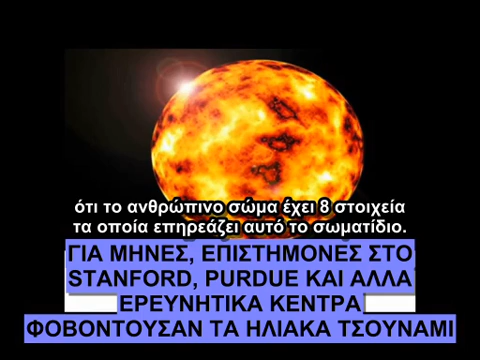 ότι το ανθρώπινο σώμα έχει 8 στοιχεία
τα οποία επηρεάζει αυτό το σωματίδιο.
ΓΙΑ ΜΗΝΕΣ, ΕΠΙΣΤΗΜΟΝΕΣ ΣΤΟ
STANFORD, PURDUE ΚΑΙ ΑΛΛΑ
ΕΡΕΥΝΗΤΙΚΑ ΚΕΝΤΡΑ
ΦΟΒΟΝΤΟΥΣΑΝ ΤΑ ΗΛΙΑΚΑ ΤΣΟΥΝΑΜΙ